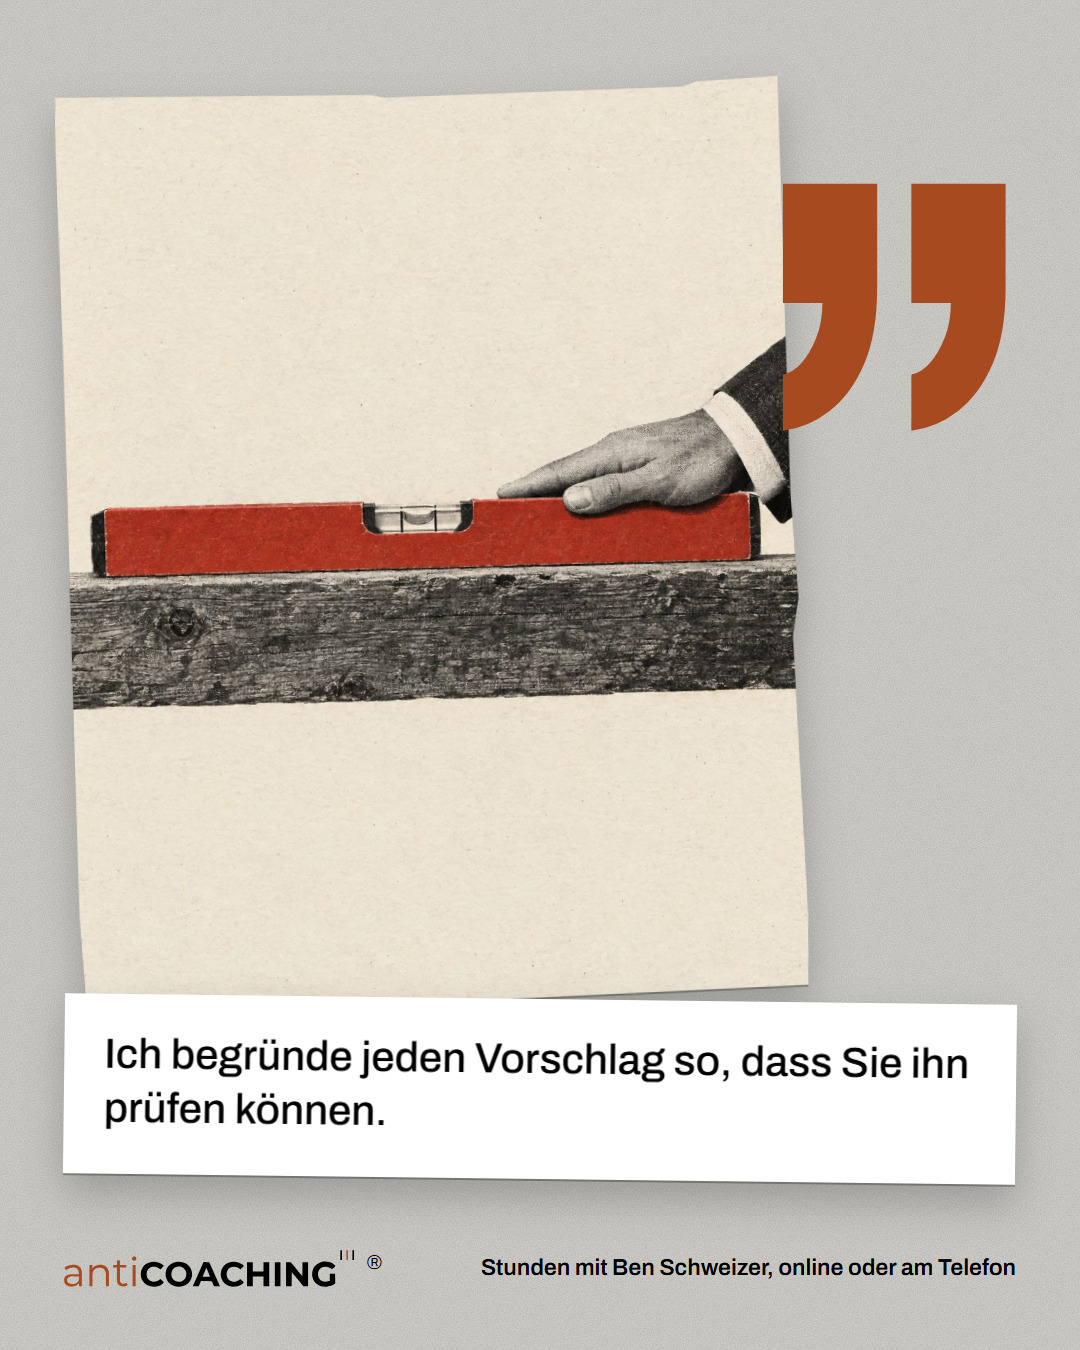 ”
Ich begründe jeden Vorschlag so, dass Sie ihn
prüfen können.
antiCOACHING ®
Stunden mit Ben Schweizer, online oder am Telefon